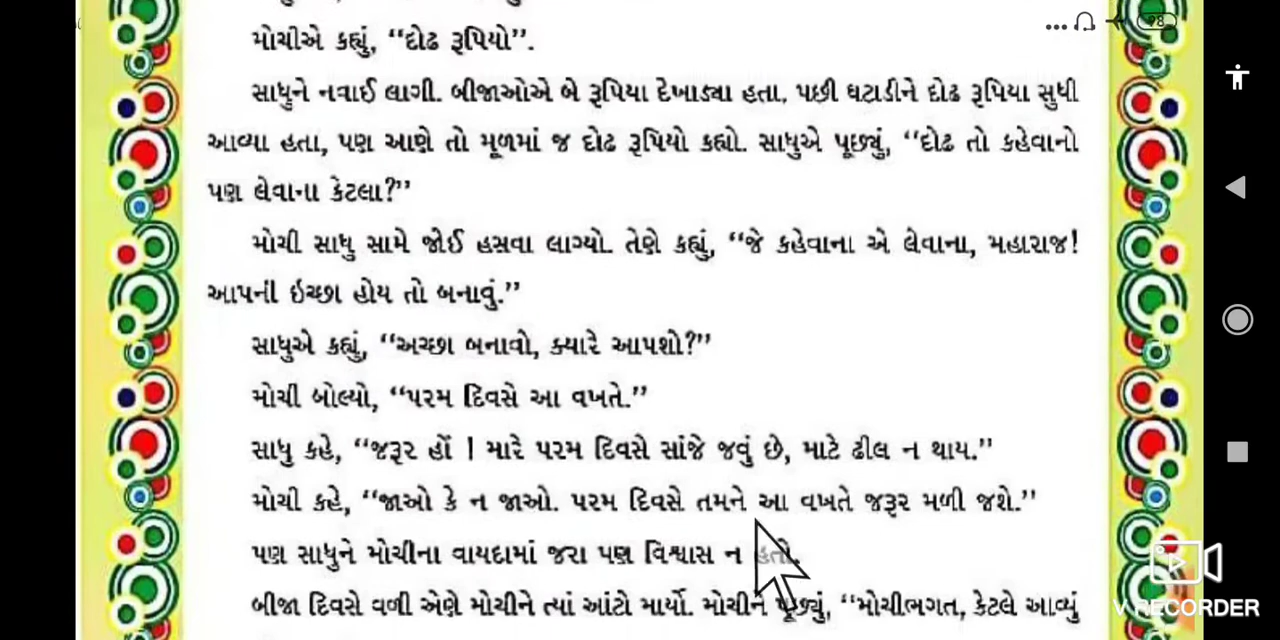 મોચીએ કહ્યું, “દોઢ રૂપિયો”.
સાધુને નવાઈ લાગી. બીજાઓએ બે રૂપિયા દેખાડ્યા હતા. પછી ઘટાડીને દોઢ રૂપિયા સુધી
આવ્યા હતા, પણ આણે તો મૂળમાં જ દોઢ રૂપિયો કહ્યો. સાધુએ પૂછ્યું, “દોઢ તો કહેવાનો
પણ લેવાના કેટલા?”
મોચી સાધુ સામે જોઈ હસવા લાગ્યો. તેણે કહ્યું, “જે કહેવાના એ લેવાના, મહારાજ!
આપની ઇચ્છા હોય તો બનાવું.”
સાધુએ કહ્યું, “અચ્છા બનાવો, ક્યારે આપશો?”
મોચી બોલ્યો, “પરમ દિવસે આ વખતે.”
સાધુ કહે, “જરૂર હોં ! મારે પરમ દિવસે સાંજે જવું છે, માટે ઢીલ ન થાય.”
મોચી કહે, “જાઓ કે ન જાઓ. પરમ દિવસે તમને આ વખતે જરૂર મળી જશે.”
પણ સાધુને મોચીના વાયદામાં જરા પણ વિશ્વાસ ન હતો.
બીજા દિવસે વળી એણે મોચીને ત્યાં આંટો માર્યો. મોચીને પૂછ્યું, “મોચીભગત, કેટલે આવ્યું
98
V RECORDER